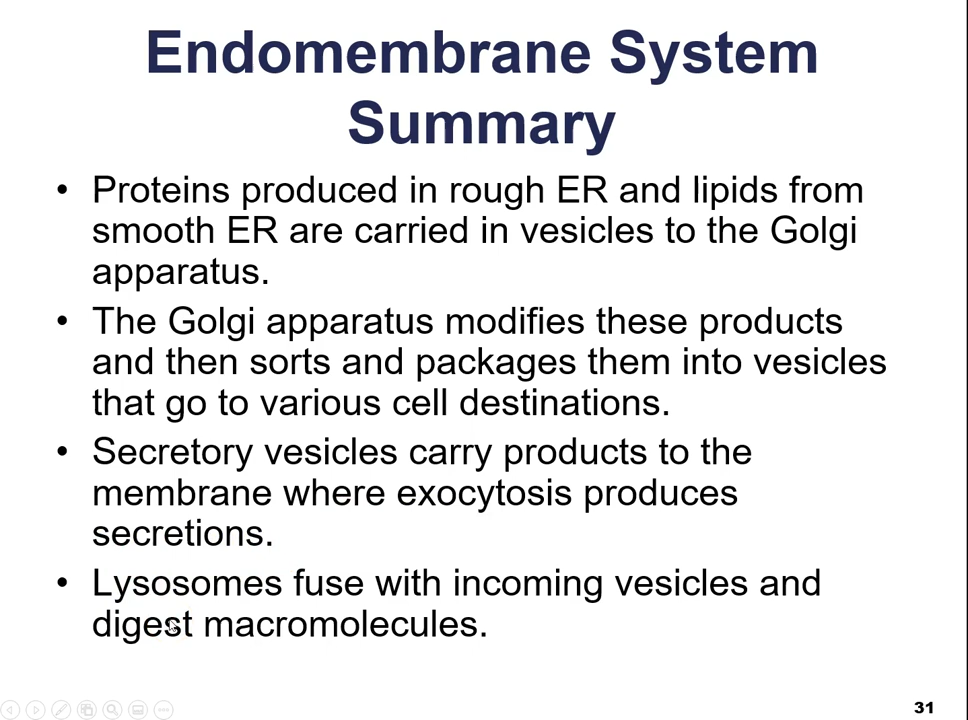 Endomembrane System
Summary
• Proteins produced in rough ER and lipids from
smooth ER are carried in vesicles to the Golgi
apparatus.
• The Golgi apparatus modifies these products
and then sorts and packages them into vesicles
that go to various cell destinations.
• Secretory vesicles carry products to the
membrane where exocytosis produces
secretions.
• Lysosomes fuse with incoming vesicles and
digest macromolecules.
31